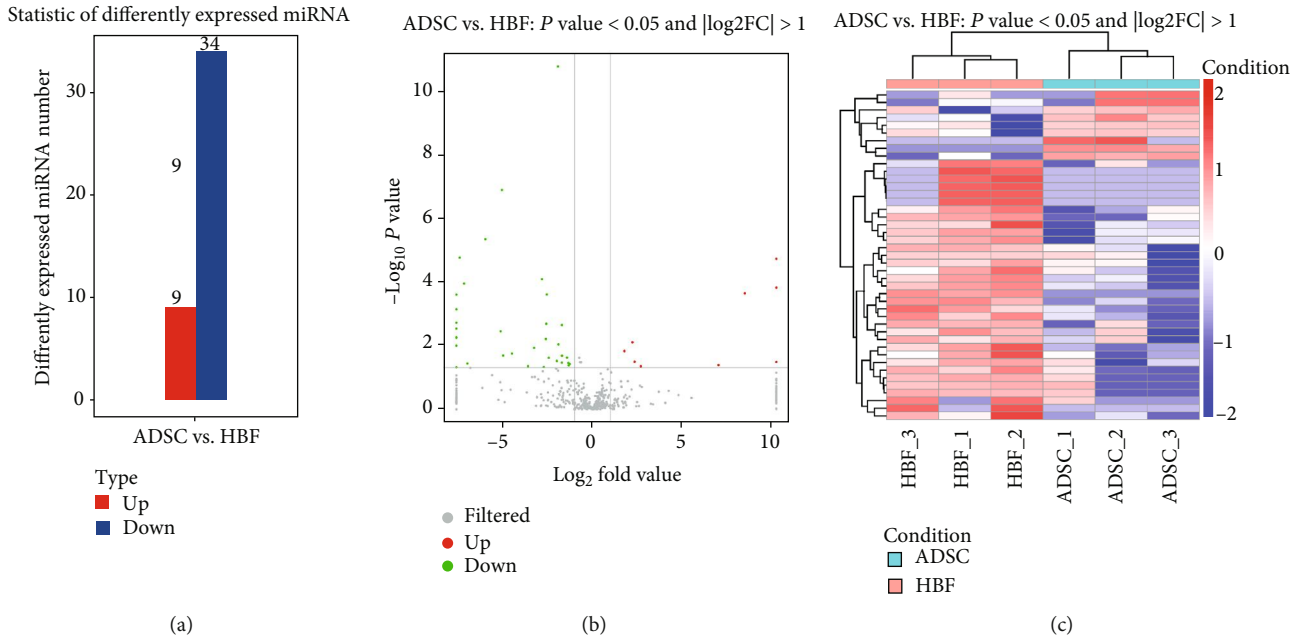 Statistic of differently expressed miRNA
Diffrently expressed miRNA number
30
20
10
0
34
9
9
ADSC vs. HBF
Type
Up
Down
(a)
ADSC vs. HBF: P value < 0.05 and |log2FC| > 1
–Log10 P value
10
8
6
4
2
0
–5
0
5
10
Log2 fold value
Filtered
Up
Down
(b)
ADSC vs. HBF: P value < 0.05 and |log2FC| > 1
Condition
2
1
0
–1
–2
HBF_3
HBF_1
HBF_2
ADSC_1
ADSC_2
ADSC_3
Condition
ADSC
HBF
(c)